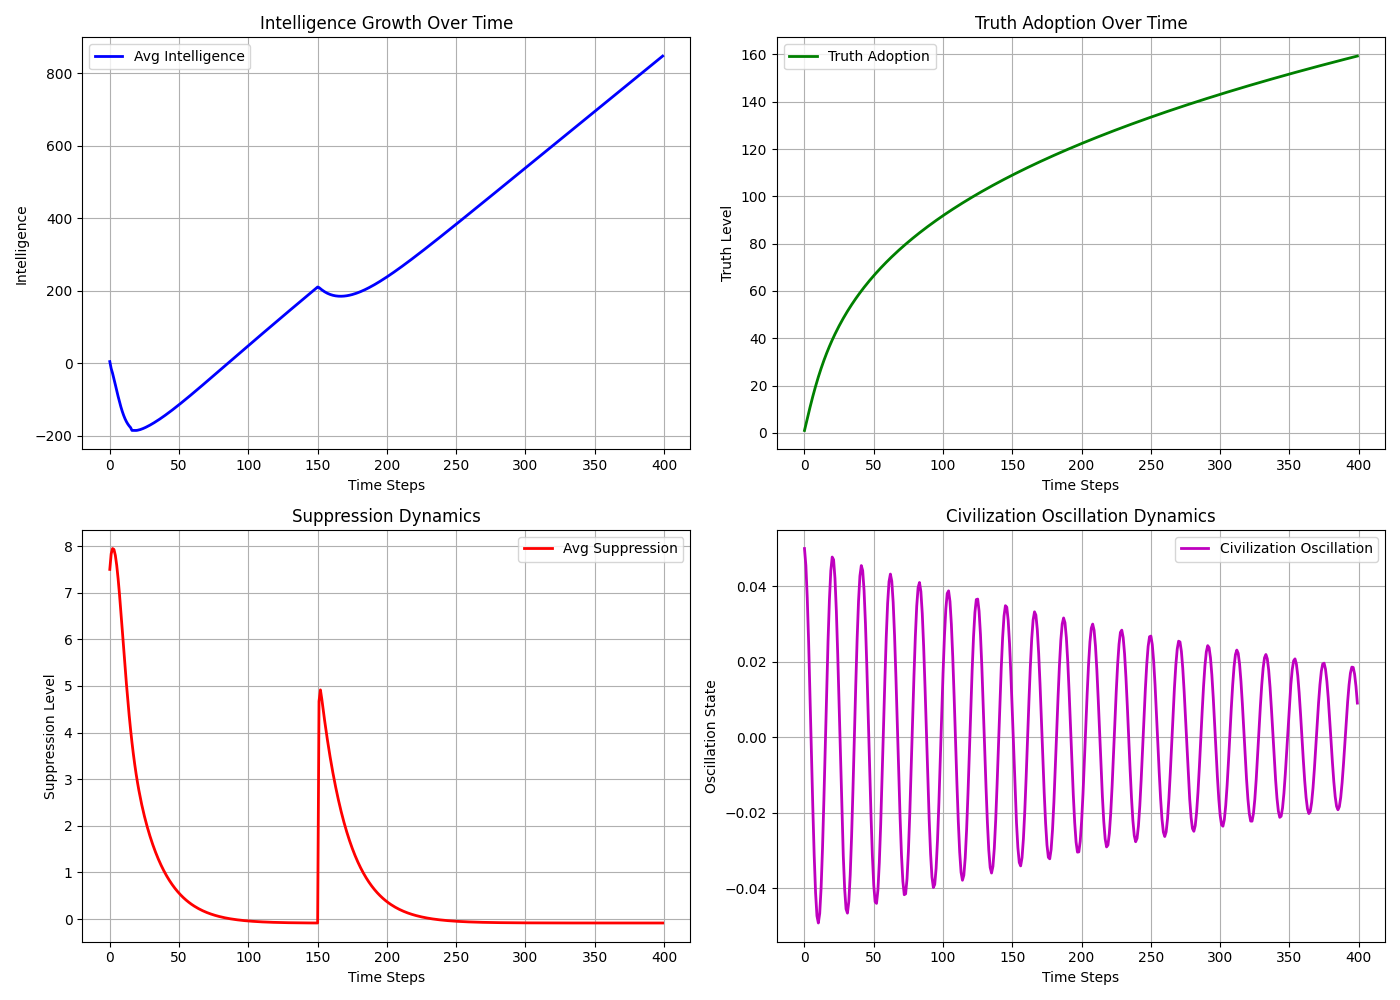 Intelligence Growth Over Time
Avg Intelligence
Intelligence
800
600
400
200
0
−200
0 50 100 150 200 250 300 350 400
Time Steps
Truth Adoption Over Time
Truth Adoption
Truth Level
160
140
120
100
80
60
40
20
0
0 50 100 150 200 250 300 350 400
Time Steps
Suppression Dynamics
Avg Suppression
Suppression Level
8
7
6
5
4
3
2
1
0
0 50 100 150 200 250 300 350 400
Time Steps
Civilization Oscillation Dynamics
Civilization Oscillation
Oscillation State
0.04
0.02
0.00
−0.02
−0.04
0 50 100 150 200 250 300 350 400
Time Steps